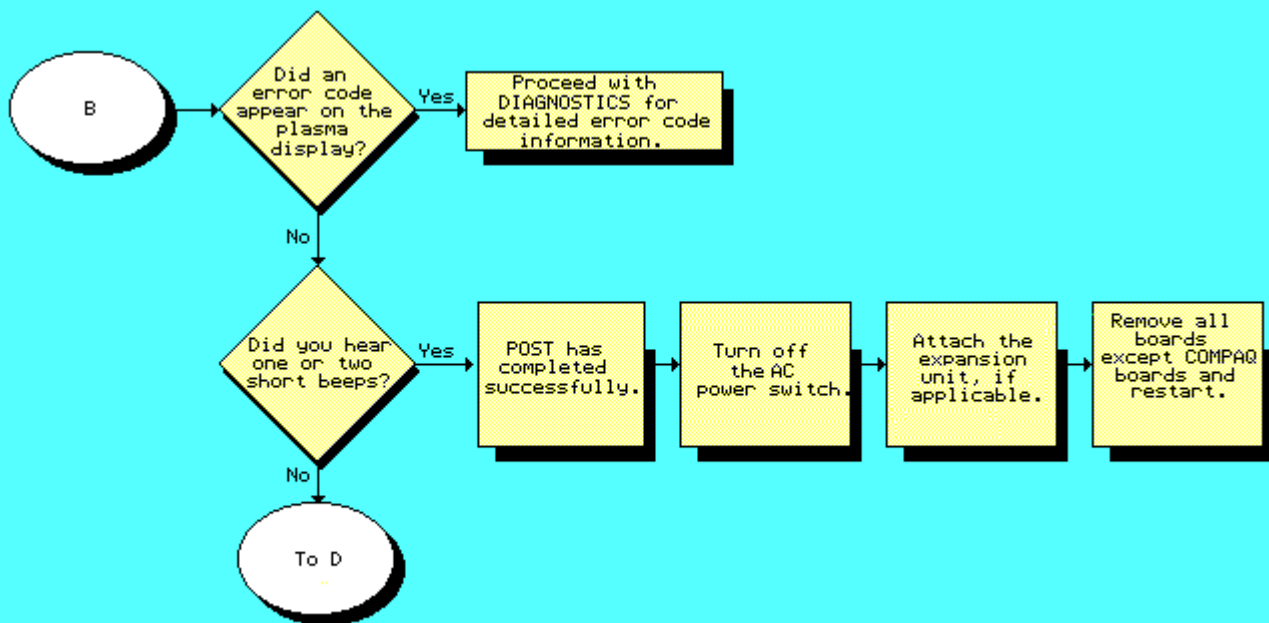 B
Did an
error code
appear on the
plasma
display?
Yes
Proceed with
DIAGNOSTICS for
detailed error code
information.
No
Did you hear
one or two
short beeps?
Yes
POST has
completed
successfully.
Turn off
the AC
power switch.
Attach the
expansion
unit, if
applicable.
Remove all
boards
except COMPAQ
boards and
restart.
No
To D